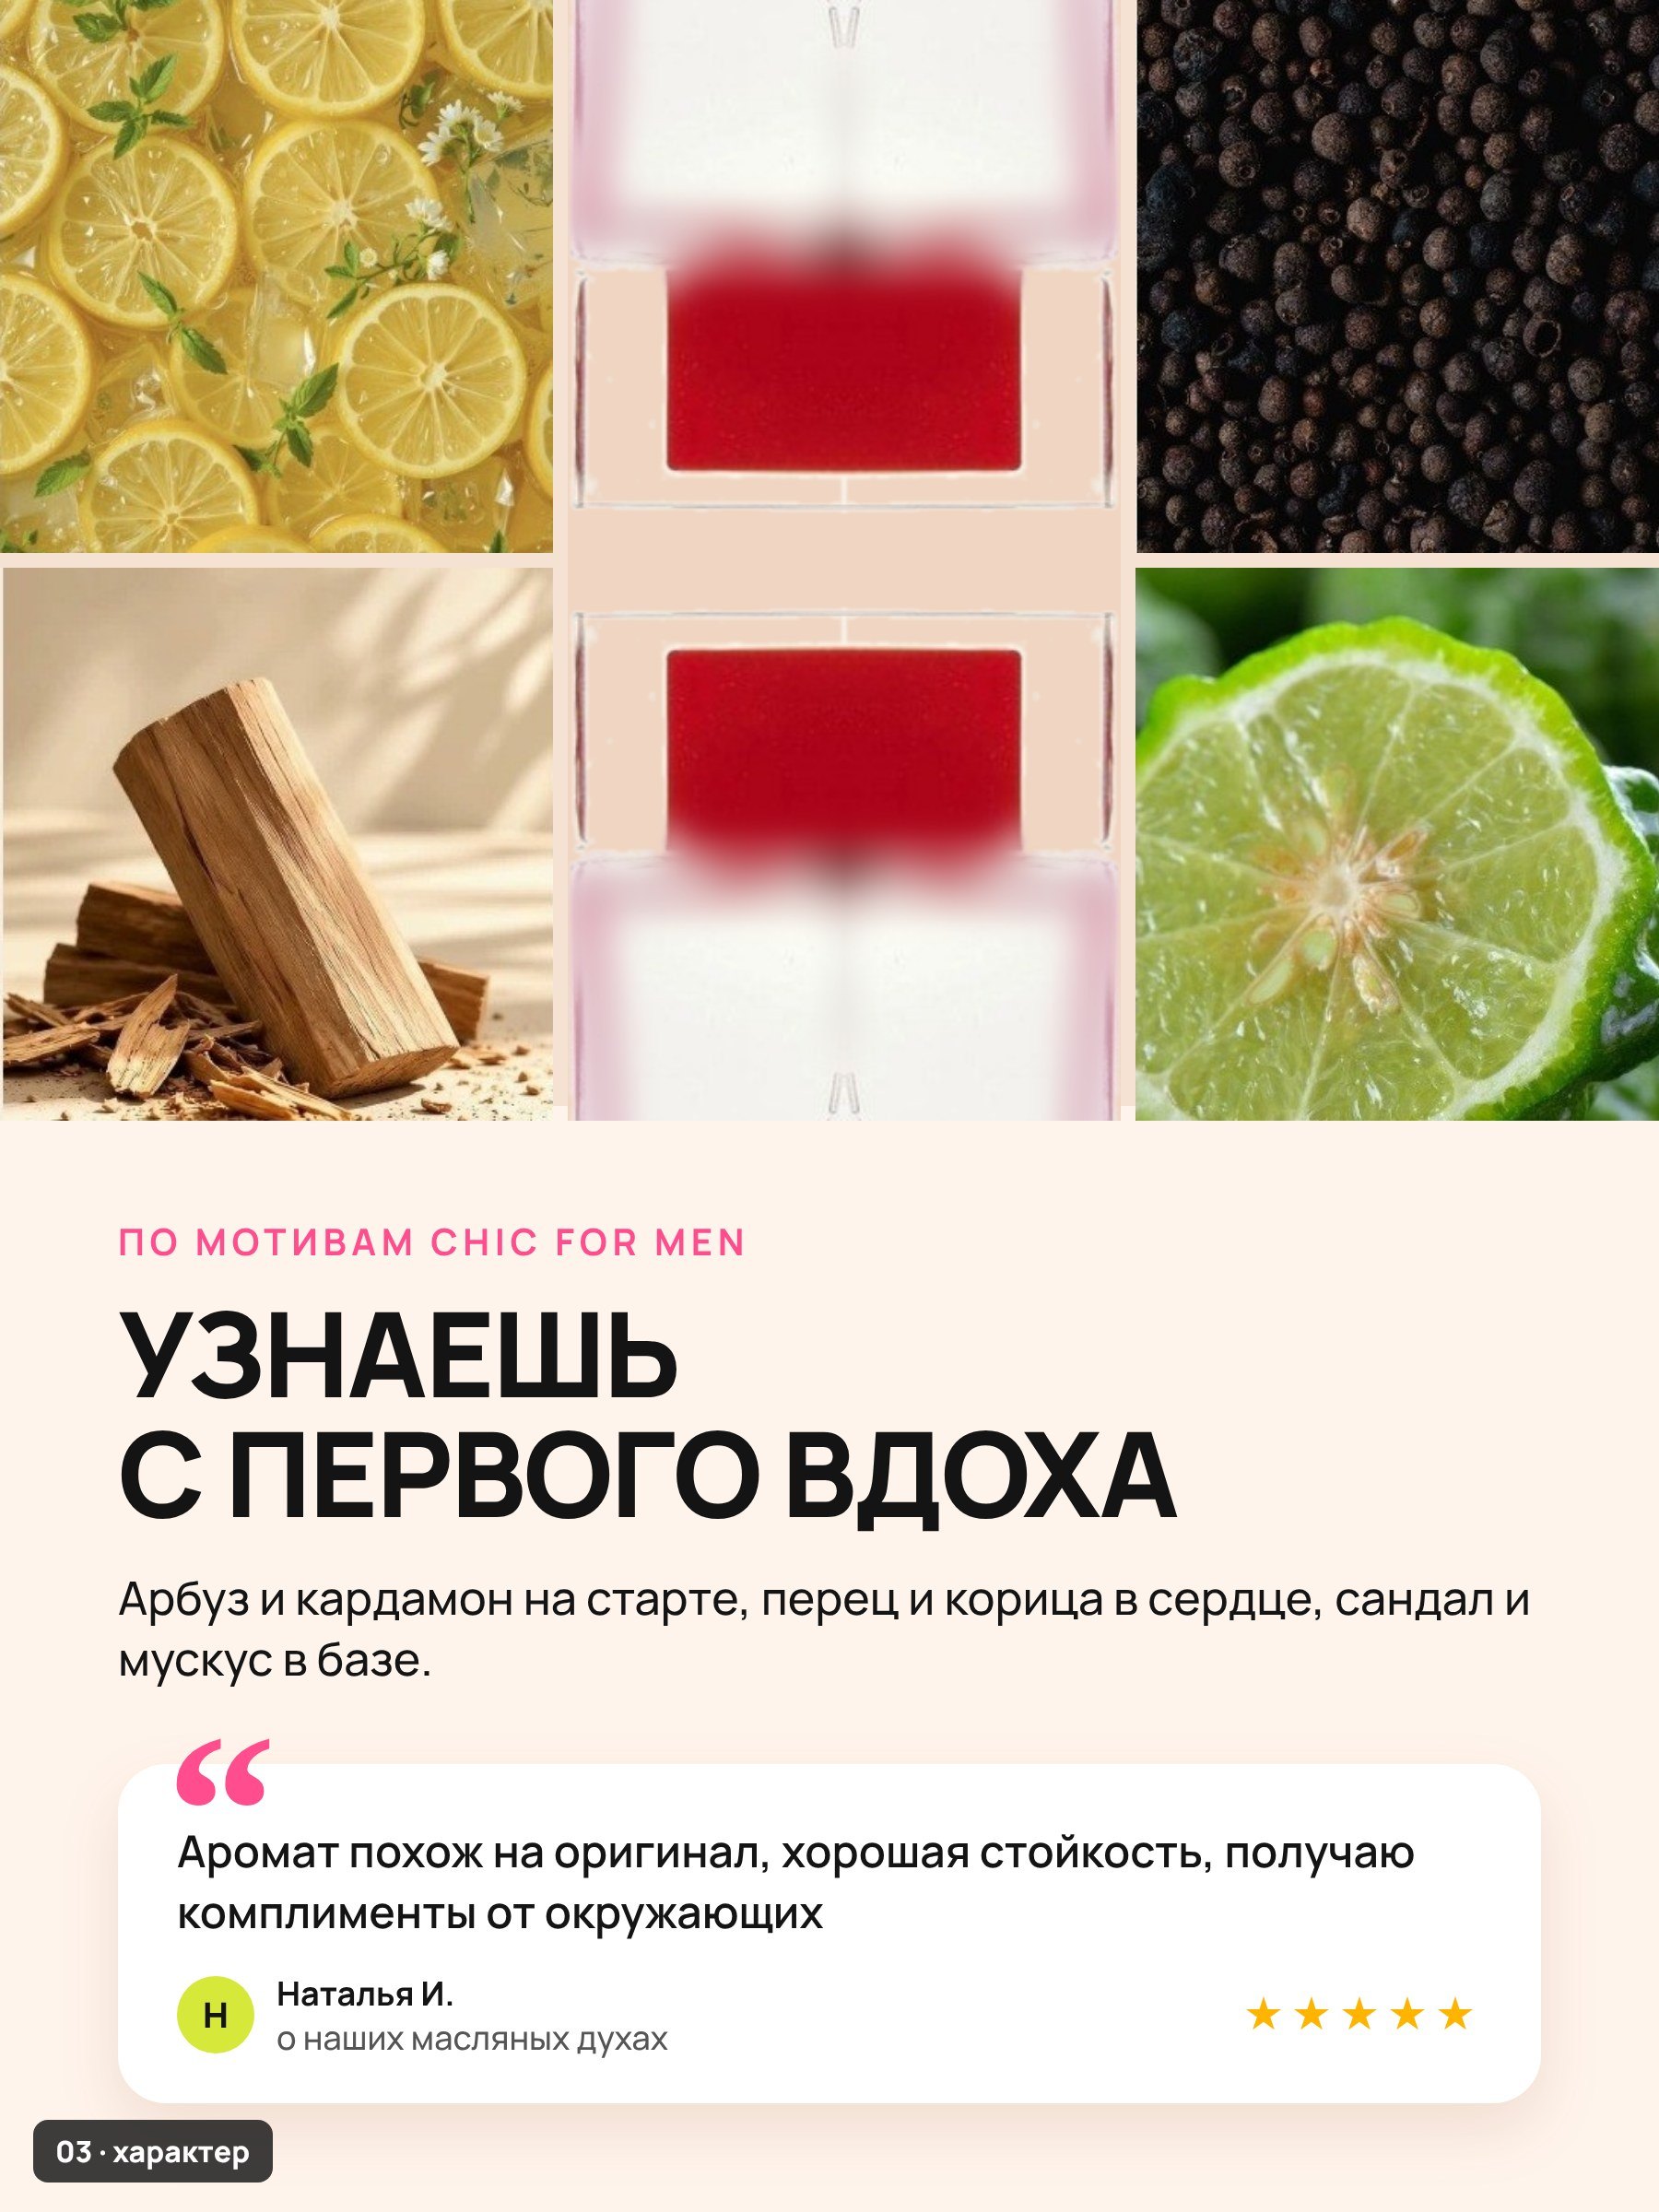 ПО МОТИВАМ CHIC FOR MEN
УЗНАЕШЬ
С ПЕРВОГО ВДОХА
Арбуз и кардамон на старте, перец и корица в сердце, сандал и
мускус в базе.
“
Аромат похож на оригинал, хорошая стойкость, получаю
комплименты от окружающих
Н
Наталья И.
о наших масляных духах
★★★★★
03 · характер